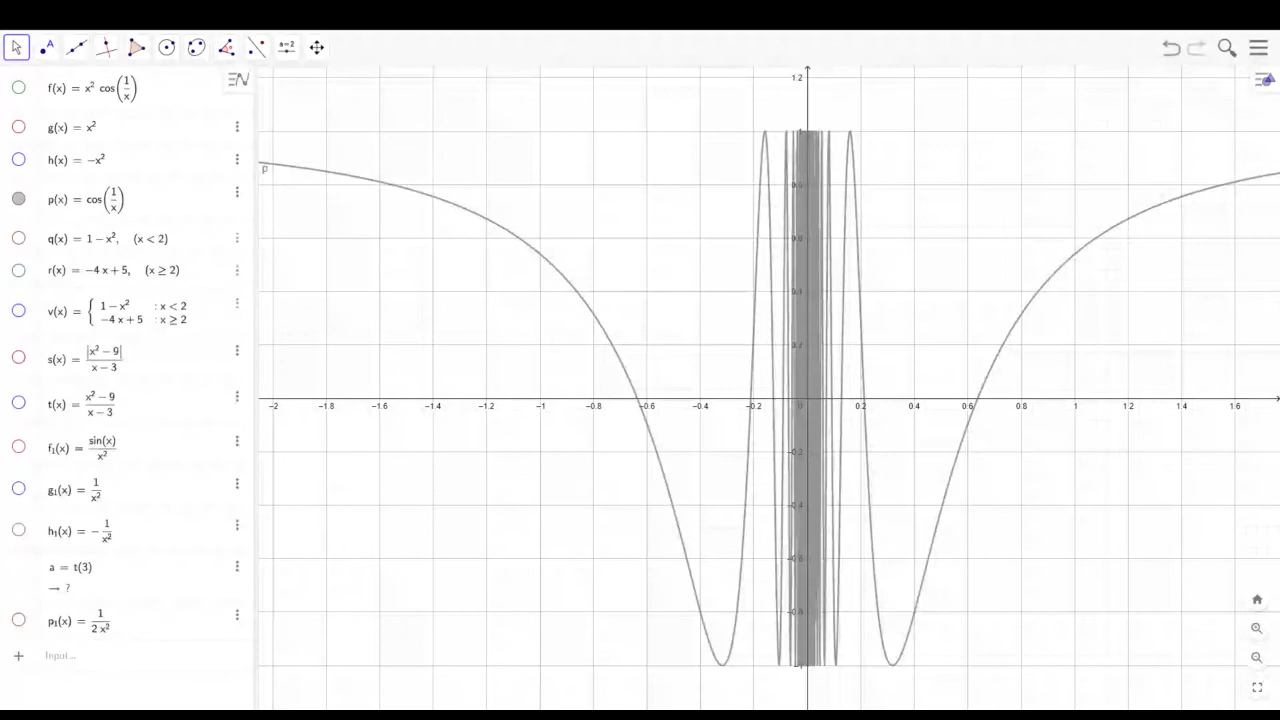 a=2
f(x) = x² cos(1/x)
g(x) = x²
h(x) = −x²
p(x) = cos(1/x)
q(x) = 1 − x², (x < 2)
r(x) = −4 x + 5, (x ≥ 2)
v(x) = { 1 − x² : x < 2
−4 x + 5 : x ≥ 2
s(x) = |x² − 9| / x − 3
t(x) = x² − 9 / x − 3
f₁(x) = sin(x) / x²
g₁(x) = 1 / x²
h₁(x) = − 1 / x²
a = t(3)
→ ?
p₁(x) = 1 / 2 x²
Input...
p
1.2
−2 −1.8 −1.6 −1.4 −1.2 −1 −0.8 −0.6 −0.4 −0.2 0 0.2 0.4 0.6 0.8 1 1.2 1.4 1.6